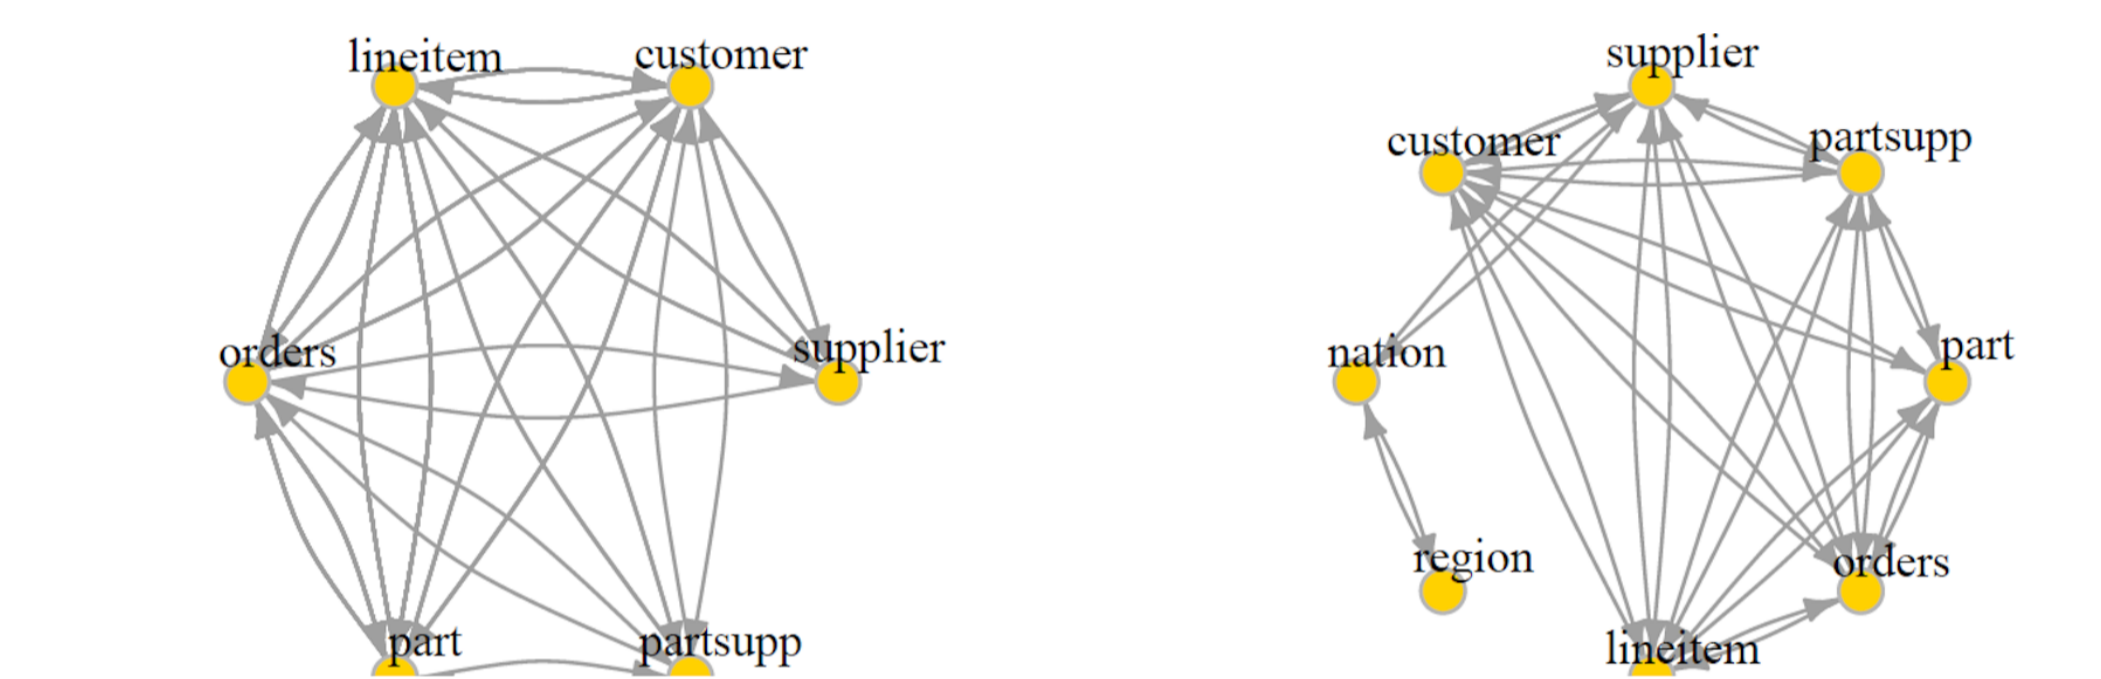 lineitem
customer
orders
supplier
part
partsupp
supplier
customer
partsupp
nation
part
region
orders
lineitem